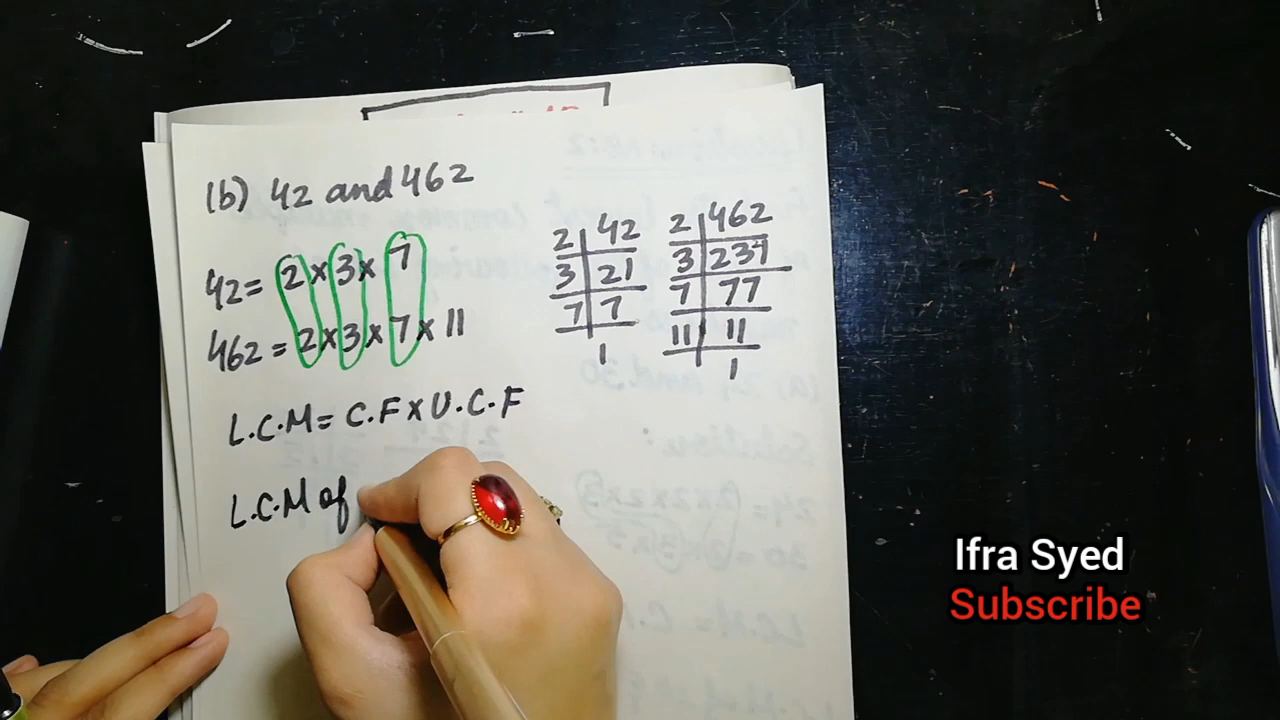 (b) 42 and 462
42= 2×3×7
462=2×3×7×11
2 42
3 21
7 7
1
2 462
3 231
7 77
11 11
1
L.C.M= C.F×U.C.F
L.C.M of
Ifra Syed
Subscribe